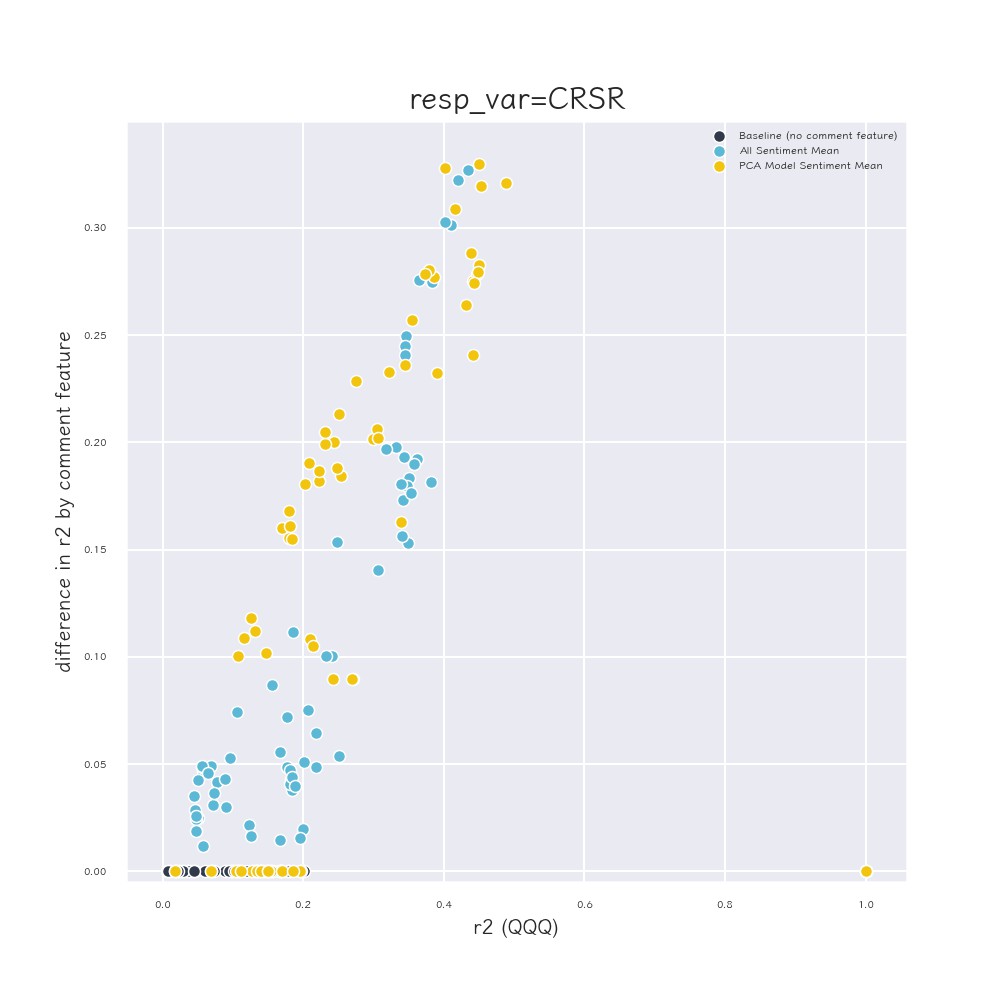 resp_var=CRSR
Baseline (no comment feature)
All Sentiment Mean
PCA Model Sentiment Mean
0.30
0.25
0.20
0.15
0.10
0.05
0.00
difference in r2 by comment feature
0.0 0.2 0.4 0.6 0.8 1.0
r2 (QQQ)